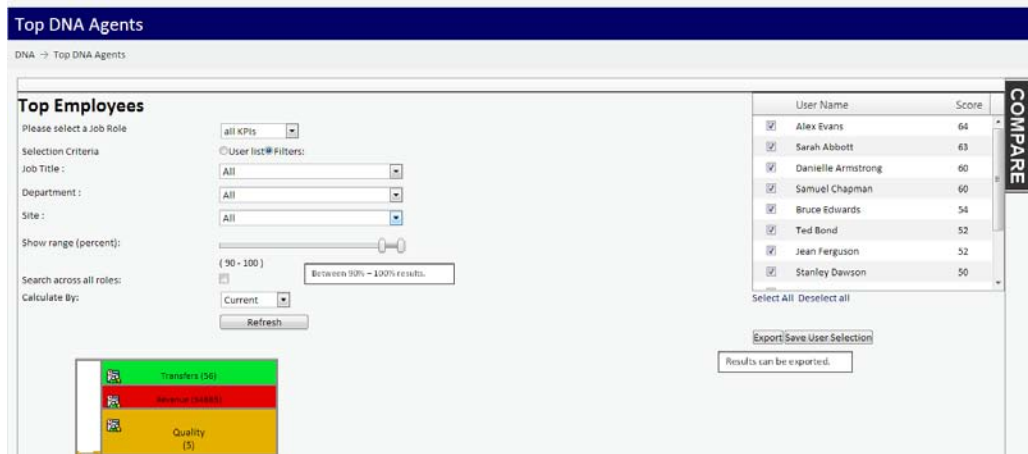 Top DNA Agents
DNA → Top DNA Agents
Top Employees
Please select a Job Role
all KPIs
Selection Criteria
User list Filters:
Job Title :
All
Department :
All
Site :
All
Show range (percent):
( 90 - 100 )
Between 90% – 100% results.
Search across all roles:
Calculate By:
Current
Refresh
User Name Score
Alex Evans 64
Sarah Abbott 63
Danielle Armstrong 60
Samuel Chapman 60
Bruce Edwards 54
Ted Bond 52
Jean Ferguson 52
Stanley Dawson 50
Select All Deselect all
Export Save User Selection
Results can be exported.
COMPARE
Transfers (56)
Quality
(5)